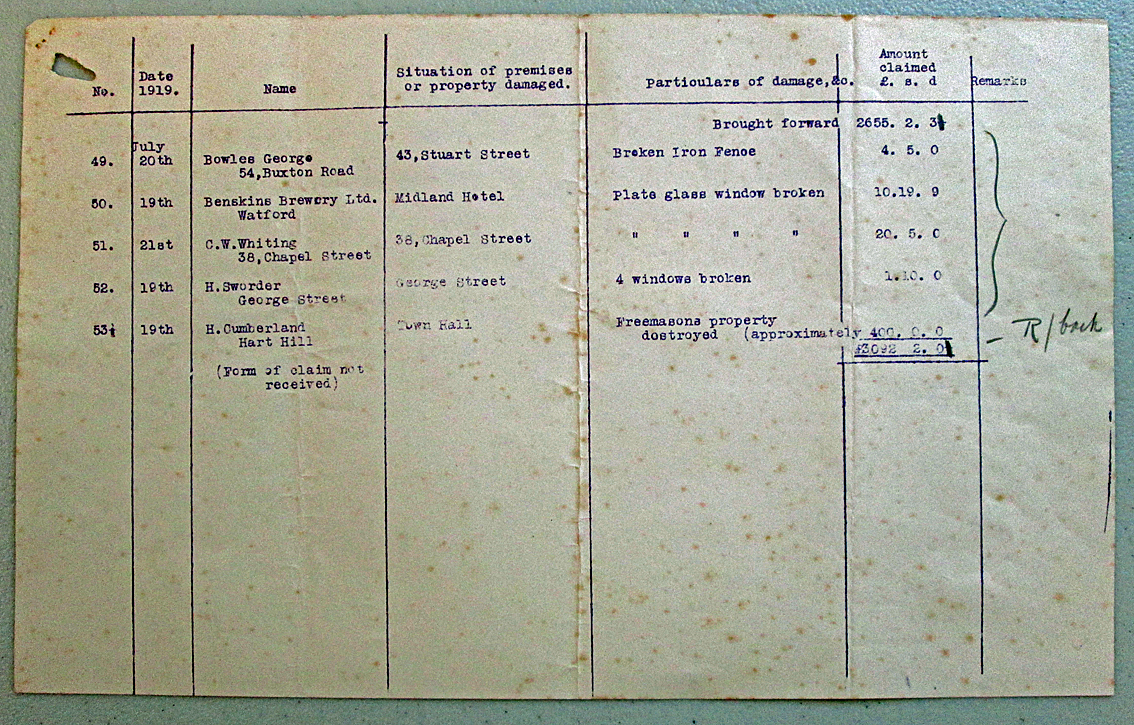 No.
Date
1919.
Name
Situation of premises
or property damaged.
Particulars of damage,&c.
Amount
claimed
£. s. d
Remarks
Brought forward 2655. 2. 3½
49. July 20th Bowles George 43,Stuart Street Broken Iron Fence 4. 5. 0
54,Buxton Road
50. 19th Benskins Brewery Ltd. Midland Hotel Plate glass window broken 10.19. 9
Watford
51. 21st C.W.Whiting 38,Chapel Street " " " " 20. 5. 0
38,Chapel Street
52. 19th H.Sworder George Street 4 windows broken 1.10. 0
George Street
53. 19th H.Cumberland Town Hall Freemasons property
Hart Hill destroyed (approximately 400. 0. 0
£3092 2. 0
(Form of claim not
received)
R/back